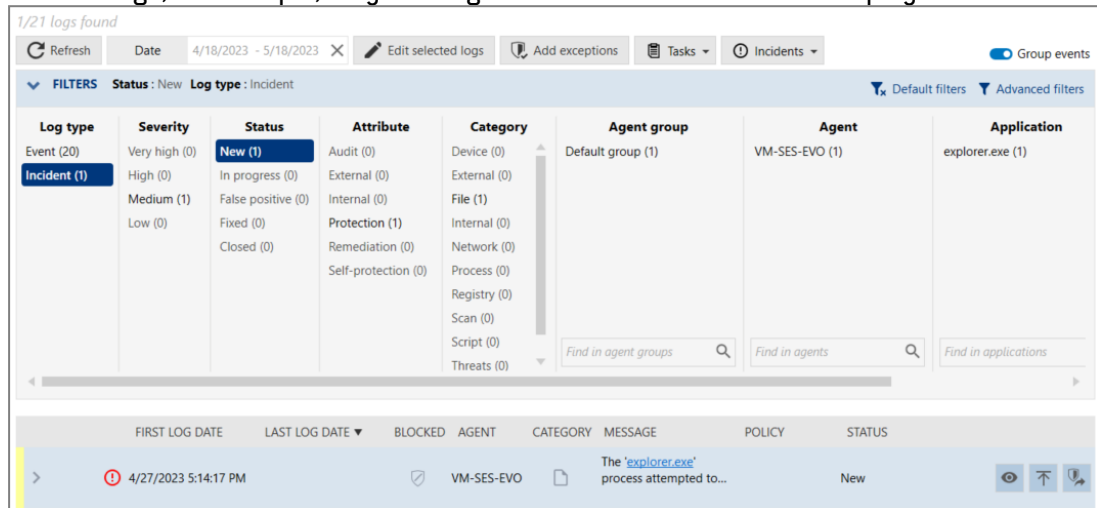 1/21 logs found
Refresh Date 4/18/2023 - 5/18/2023 Edit selected logs Add exceptions Tasks Incidents Group events
FILTERS Status : New Log type : Incident Default filters Advanced filters
Log type Severity Status Attribute Category Agent group Agent Application
Event (20) Very high (0) New (1) Audit (0) Device (0) Default group (1) VM-SES-EVO (1) explorer.exe (1)
Incident (1) High (0) In progress (0) External (0) External (0)
Medium (1) False positive (0) Internal (0) File (1)
Low (0) Fixed (0) Protection (1) Internal (0)
Closed (0) Remediation (0) Network (0)
Self-protection (0) Process (0)
Registry (0)
Scan (0)
Script (0)
Find in agent groups Find in agents Find in applications
Threats (0)
FIRST LOG DATE LAST LOG DATE BLOCKED AGENT CATEGORY MESSAGE POLICY STATUS
The 'explorer.exe'
4/27/2023 5:14:17 PM VM-SES-EVO process attempted to... New